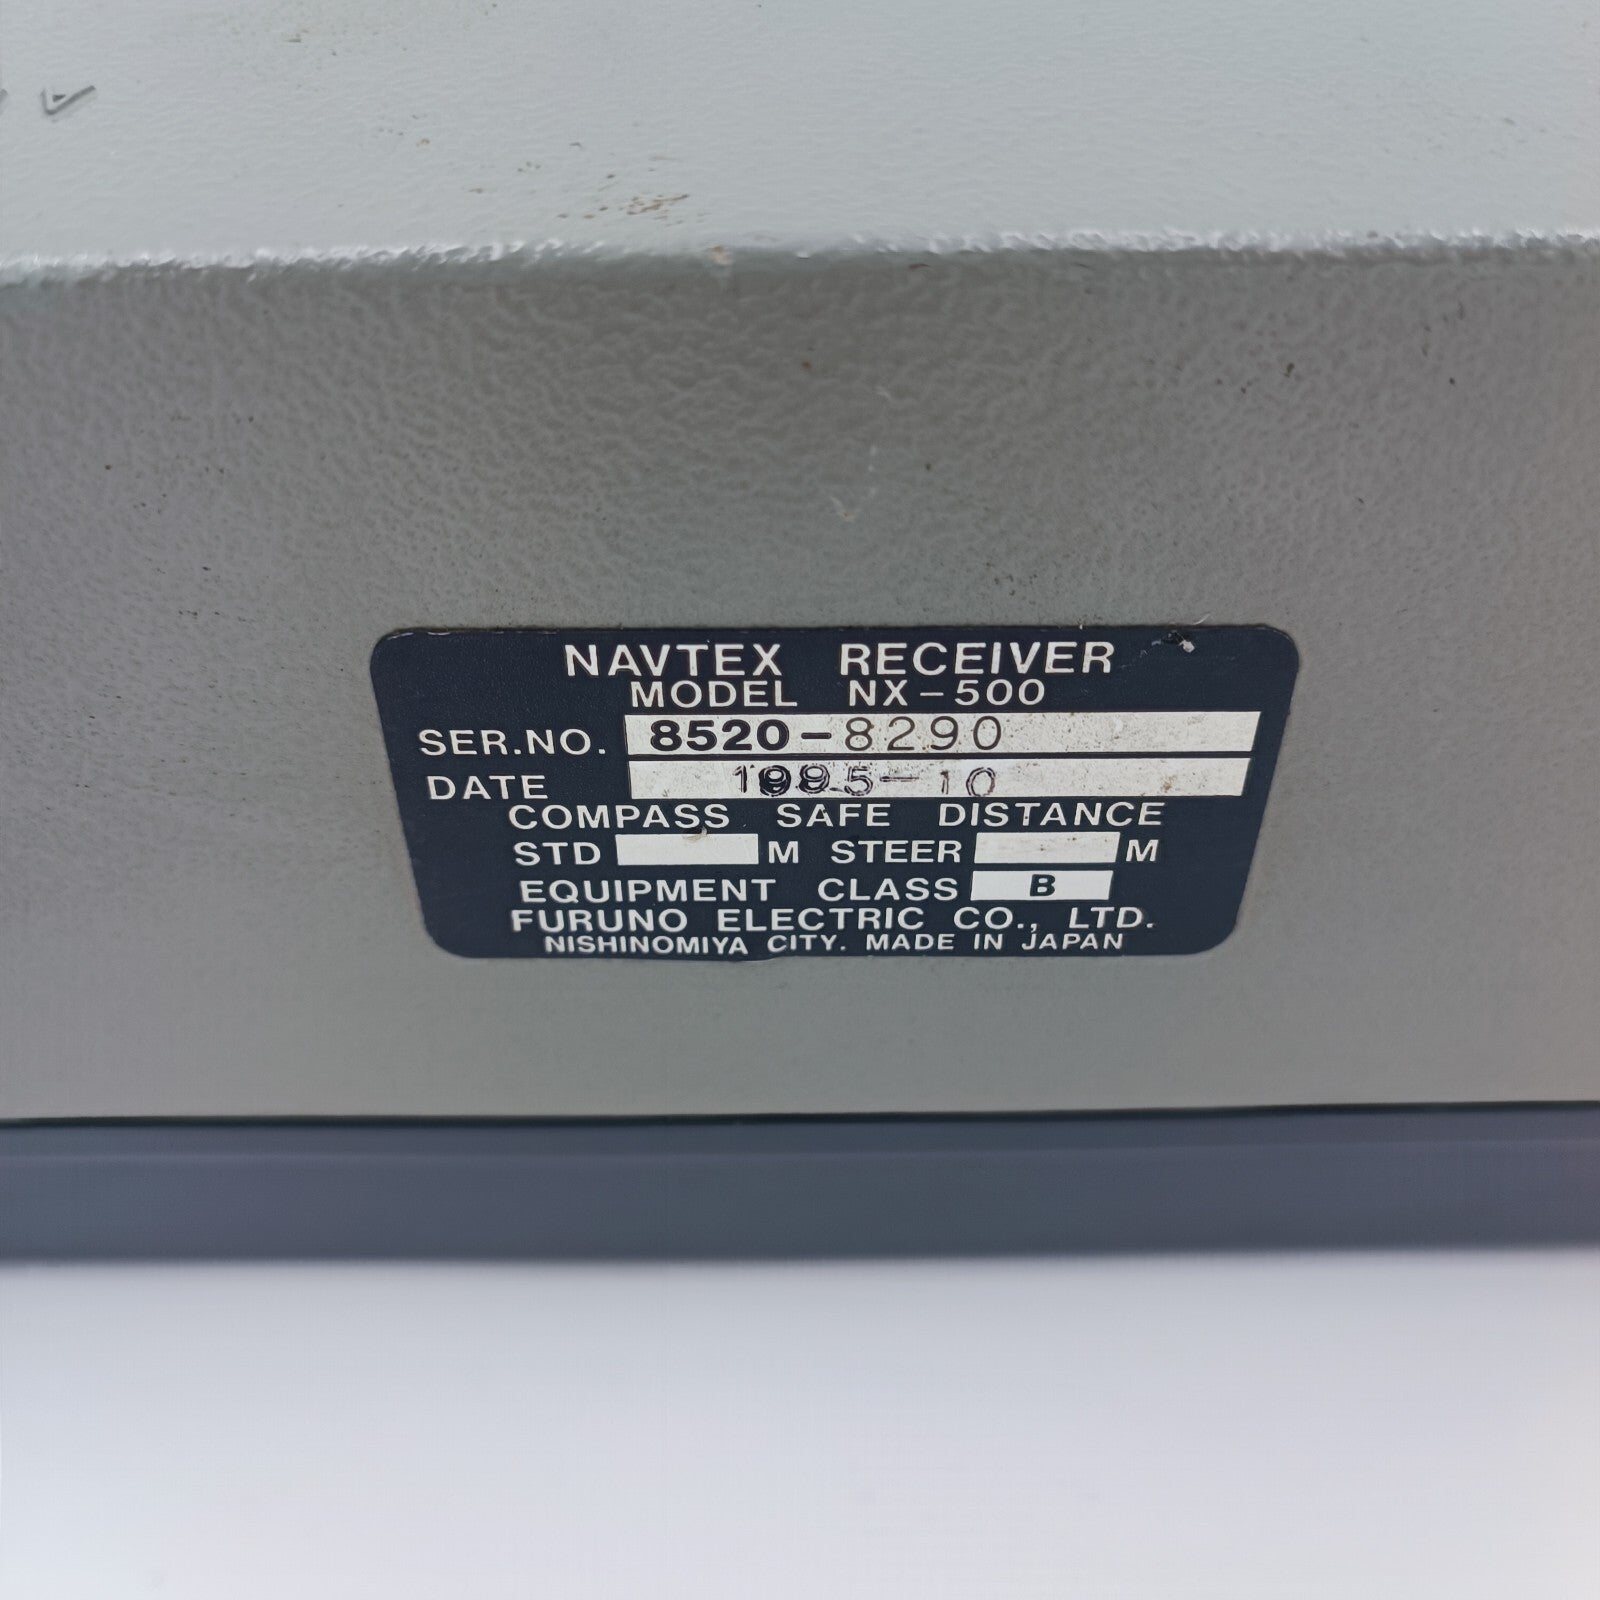 NAVTEX RECEIVER
MODEL NX-500
SER.NO. 8520-8290
DATE 1995-10
COMPASS SAFE DISTANCE
STD M STEER M
EQUIPMENT CLASS B
FURUNO ELECTRIC CO., LTD.
NISHINOMIYA CITY. MADE IN JAPAN